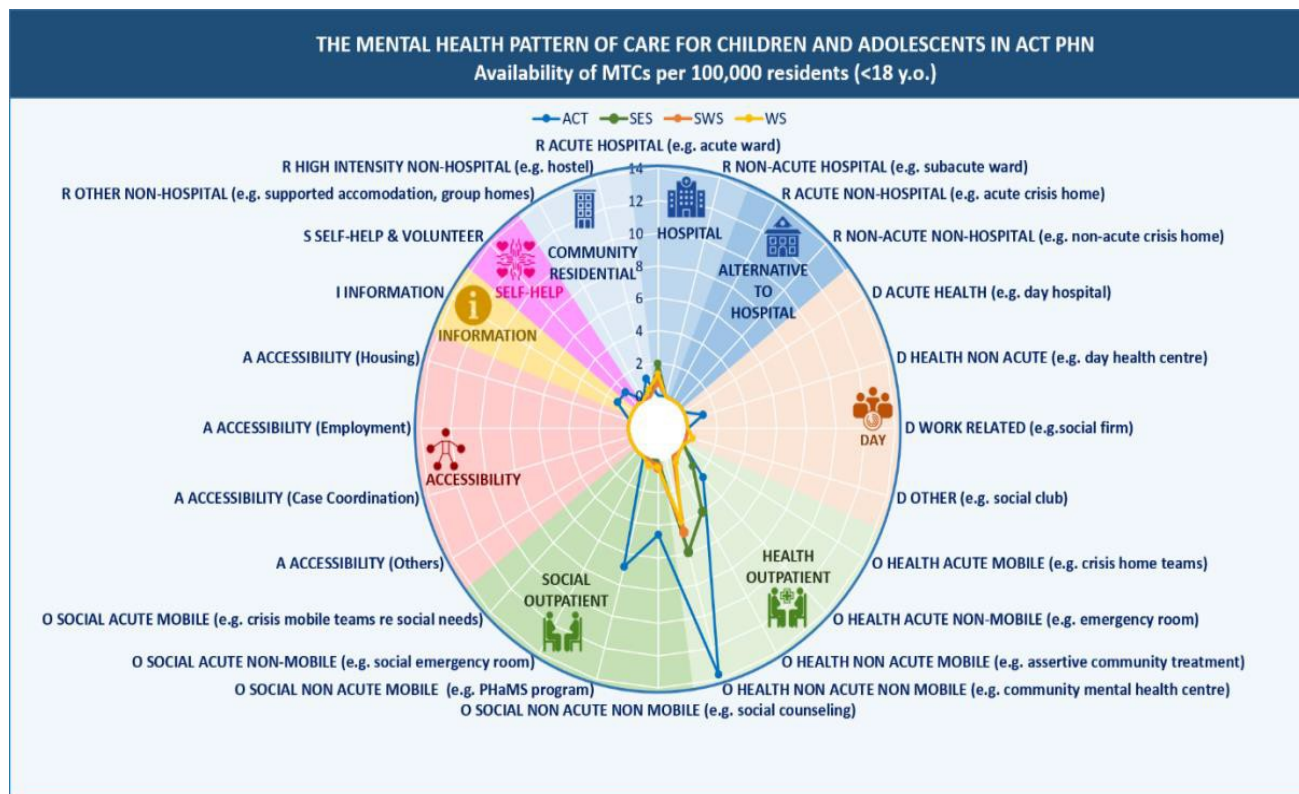 THE MENTAL HEALTH PATTERN OF CARE FOR CHILDREN AND ADOLESCENTS IN ACT PHN
Availability of MTCs per 100,000 residents (<18 y.o.)
ACT SES SWS WS
R ACUTE HOSPITAL (e.g. acute ward)
R HIGH INTENSITY NON-HOSPITAL (e.g. hostel)
R NON-ACUTE HOSPITAL (e.g. subacute ward)
R OTHER NON-HOSPITAL (e.g. supported accomodation, group homes)
R ACUTE NON-HOSPITAL (e.g. acute crisis home)
S SELF-HELP & VOLUNTEER
R NON-ACUTE NON-HOSPITAL (e.g. non-acute crisis home)
I INFORMATION
D ACUTE HEALTH (e.g. day hospital)
A ACCESSIBILITY (Housing)
D HEALTH NON ACUTE (e.g. day health centre)
A ACCESSIBILITY (Employment)
D WORK RELATED (e.g.social firm)
A ACCESSIBILITY (Case Coordination)
D OTHER (e.g. social club)
A ACCESSIBILITY (Others)
O HEALTH ACUTE MOBILE (e.g. crisis home teams)
O SOCIAL ACUTE MOBILE (e.g. crisis mobile teams re social needs)
O HEALTH ACUTE NON-MOBILE (e.g. emergency room)
O SOCIAL ACUTE NON-MOBILE (e.g. social emergency room)
O HEALTH NON ACUTE MOBILE (e.g. assertive community treatment)
O SOCIAL NON ACUTE MOBILE (e.g. PHaMS program)
O HEALTH NON ACUTE NON MOBILE (e.g. community mental health centre)
O SOCIAL NON ACUTE NON MOBILE (e.g. social counseling)
14
12
10
8
6
4
2
0
HOSPITAL
COMMUNITY
RESIDENTIAL
ALTERNATIVE
TO
HOSPITAL
SELF-HELP
INFORMATION
DAY
ACCESSIBILITY
HEALTH
OUTPATIENT
SOCIAL
OUTPATIENT